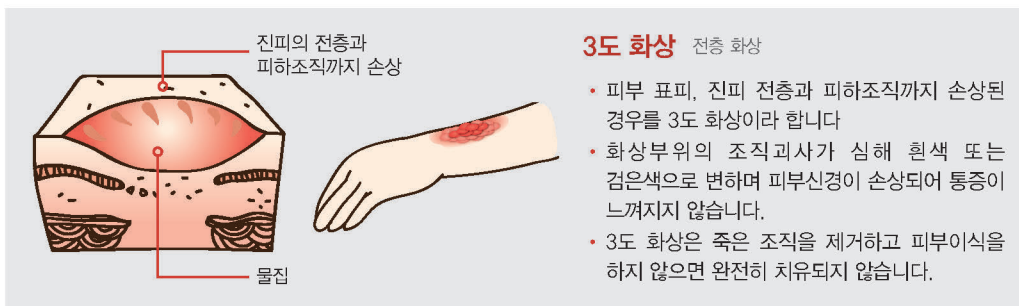 진피의 전층과
피하조직까지 손상
물집
3도 화상 전층 화상
• 피부 표피, 진피 전층과 피하조직까지 손상된
경우를 3도 화상이라 합니다
• 화상부위의 조직괴사가 심해 흰색 또는
검은색으로 변하며 피부신경이 손상되어 통증이
느껴지지 않습니다.
• 3도 화상은 죽은 조직을 제거하고 피부이식을
하지 않으면 완전히 치유되지 않습니다.